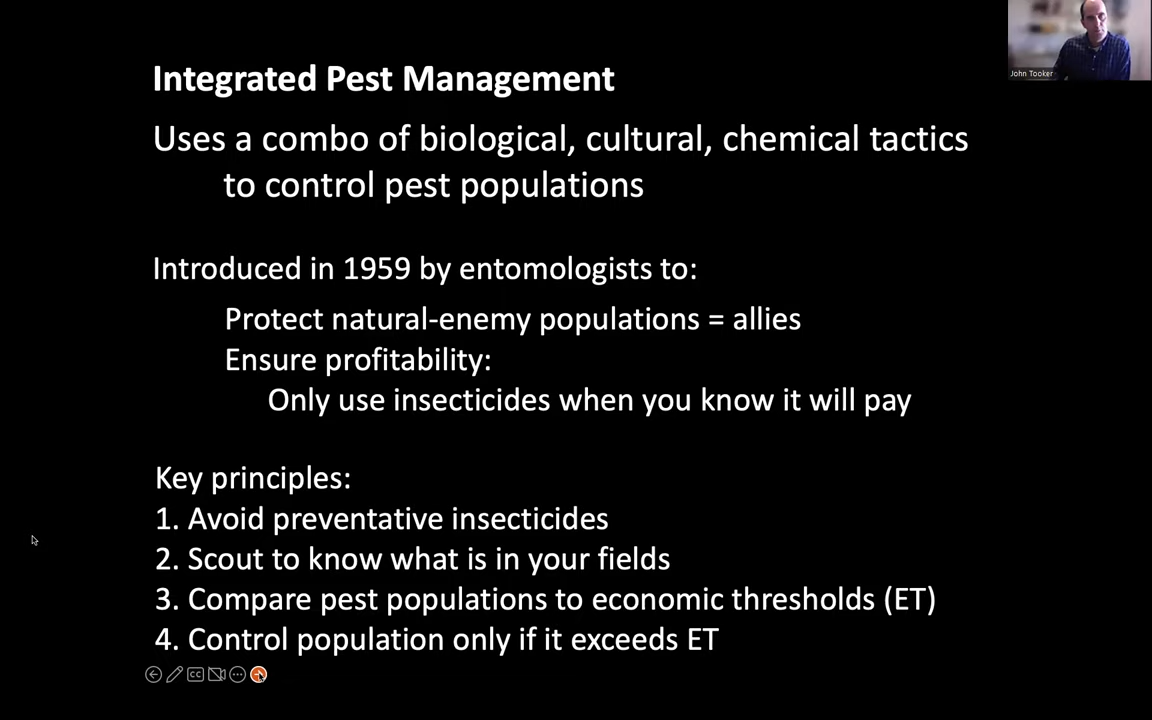 John Tooker
Integrated Pest Management
Uses a combo of biological, cultural, chemical tactics
to control pest populations
Introduced in 1959 by entomologists to:
Protect natural-enemy populations = allies
Ensure profitability:
Only use insecticides when you know it will pay
Key principles:
1. Avoid preventative insecticides
2. Scout to know what is in your fields
3. Compare pest populations to economic thresholds (ET)
4. Control population only if it exceeds ET
CC